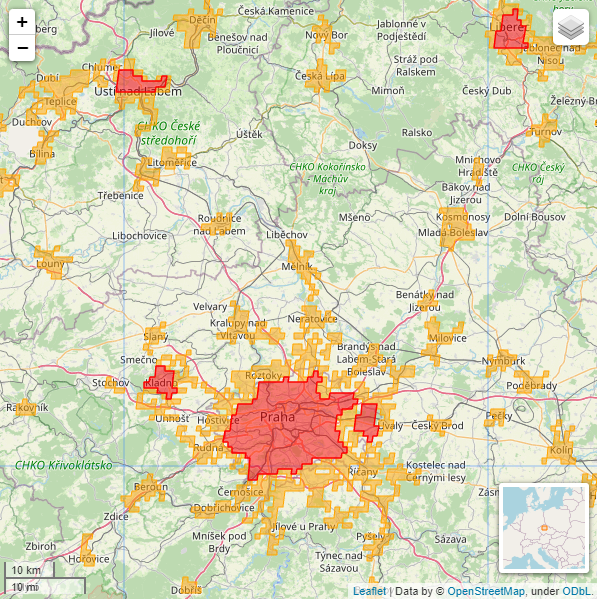 +
Děčín
Česká Kamenice
−
Jílové
Benešov nad
Ploučnicí
Nový Bor
Jablonné v
Podještědí
Jablonec nad
Nisou
Chlumec
Česká Lípa
Stráž pod
Ralskem
Dubí
Teplice
Ústí nad Labem
Mimoň
Český Dub
Duchcov
CHKO České
středohoří
Úštěk
Ralsko
Turnov
Bílina
Litoměřice
Doksy
Mnichovo
Hradiště
CHKO Český
ráj
CHKO Kokořínsko
- Máchův
kraj
Třebenice
Bakov nad
Jizerou
Roudnice
nad Labem
Mšeno
Kosmonosy
Dolní Bousov
Libochovice
Liběchov
Mladá Boleslav
Louny
Mělník
Velvary
Benátky nad
Jizerou
Kralupy nad
Vltavou
Neratovice
Slaný
Milovice
Smečno
Brandýs nad
Labem-Stará
Boleslav
Nymburk
Stochov
Kladno
Roztoky
Poděbrady
Rakovník
Unhošť
Hostivice
Praha
Úvaly
Český Brod
Pečky
Rudná
Kolín
CHKO Křivoklátsko
Říčany
Kostelec nad
Černými lesy
Beroun
Černošice
Dobřichovice
Zdice
Jílové u Prahy
Zbiroh
Mníšek pod
Brdy
Pyšely
Sázava
Hořovice
Týnec nad
Sázavou
10 km
10 mi
Dobříš
Leaflet | Data by © OpenStreetMap, under ODbL.